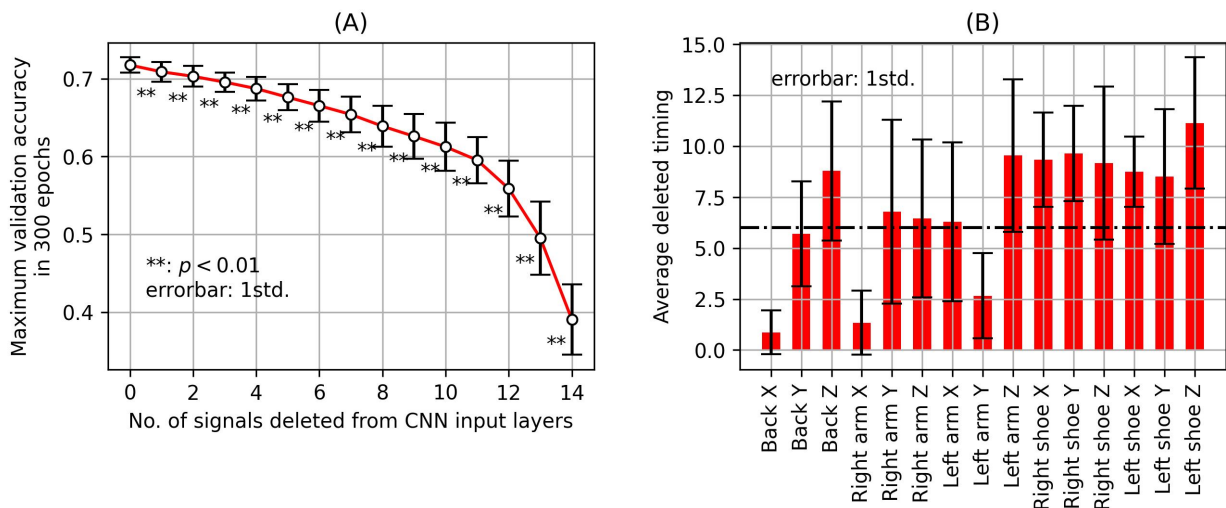 (A)
Maximum validation accuracy
in 300 epochs
0.7
0.6
0.5
0.4
** ** ** ** ** ** ** ** ** ** ** ** ** **
**: p < 0.01
errorbar: 1std.
0 2 4 6 8 10 12 14
No. of signals deleted from CNN input layers
(B)
Average deleted timing
15.0
12.5
10.0
7.5
5.0
2.5
0.0
errorbar: 1std.
Back X
Back Y
Back Z
Right arm X
Right arm Y
Right arm Z
Left arm X
Left arm Y
Left arm Z
Right shoe X
Right shoe Y
Right shoe Z
Left shoe X
Left shoe Y
Left shoe Z